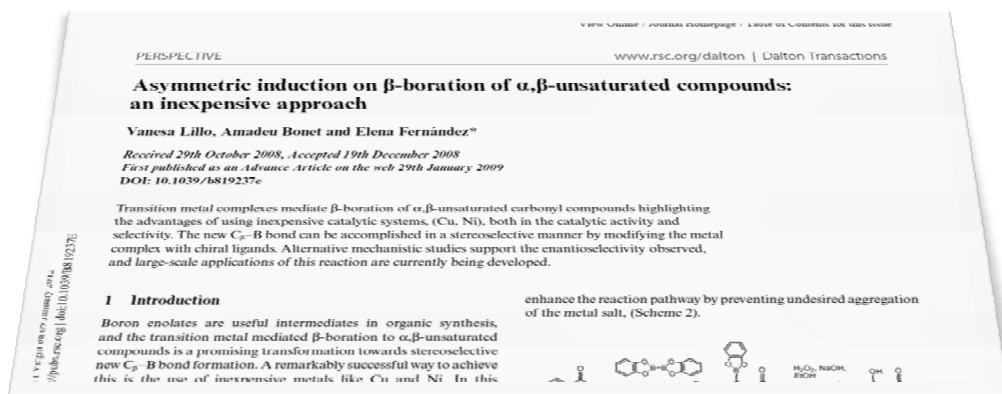 View Online / Journal Homepage / Table of Contents for this issue
PERSPECTIVE
www.rsc.org/dalton | Dalton Transactions
Asymmetric induction on β-boration of α,β-unsaturated compounds:
an inexpensive approach
Vanesa Lillo, Amadeu Bonet and Elena Fernández*
Received 29th October 2008, Accepted 19th December 2008
First published as an Advance Article on the web 29th January 2009
DOI: 10.1039/b819237e
Transition metal complexes mediate β-boration of α,β-unsaturated carbonyl compounds highlighting
the advantages of using inexpensive catalytic systems, (Cu, Ni), both in the catalytic activity and
selectivity. The new Cβ–B bond can be accomplished in a stereoselective manner by modifying the metal
complex with chiral ligands. Alternative mechanistic studies support the enantioselectivity observed,
and large-scale applications of this reaction are currently being developed.
1 Introduction
Boron enolates are useful intermediates in organic synthesis,
and the transition metal mediated β-boration to α,β-unsaturated
compounds is a promising transformation towards stereoselective
new Cβ–B bond formation. A remarkably successful way to achieve
this is the use of inexpensive metals like Cu and Ni. In this
enhance the reaction pathway by preventing undesired aggregation
of the metal salt, (Scheme 2).
H₂O₂, NaOH,
EtOH
OH
O
B-B
O
://pubs.rsc.org | doi:10.1039/B819237E